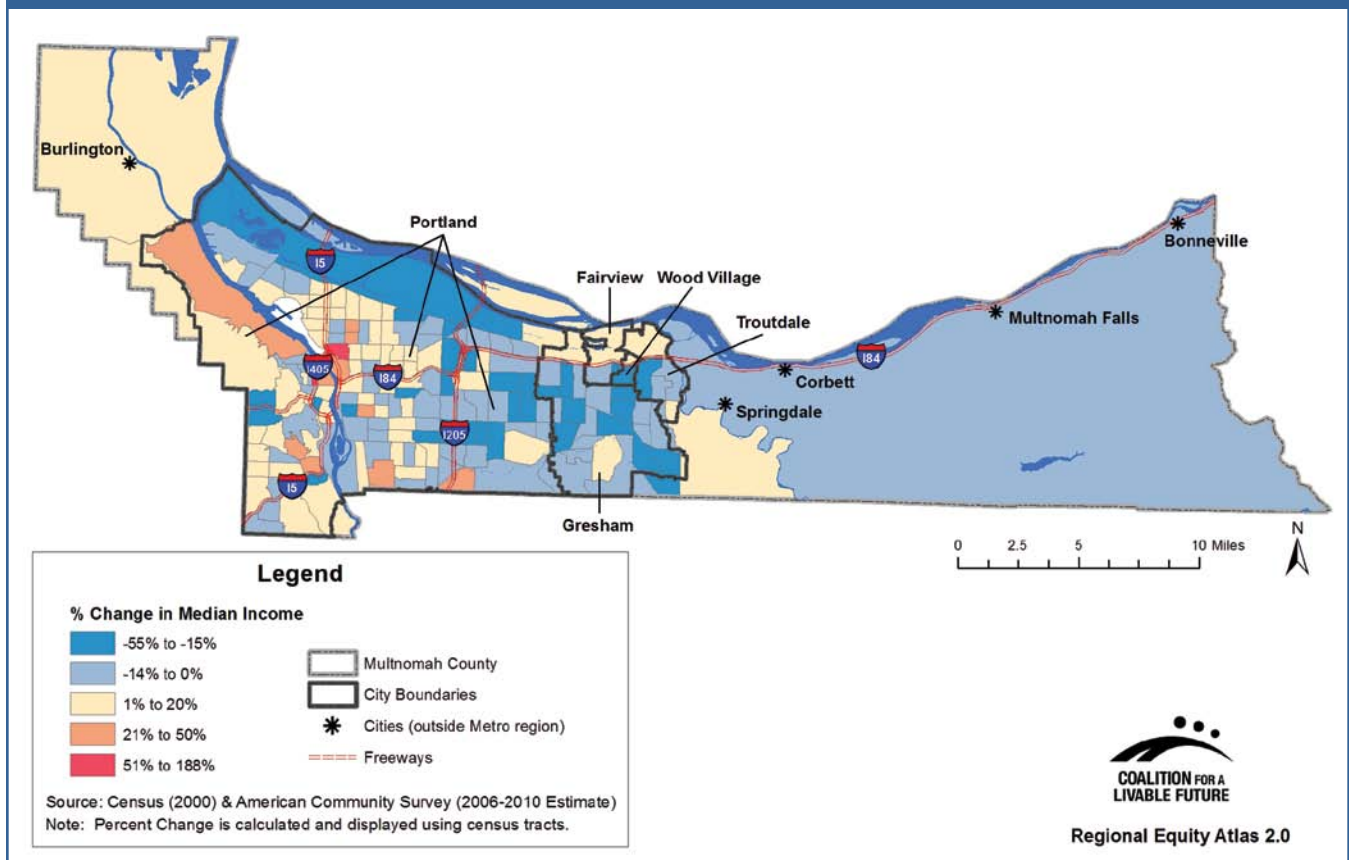 Burlington
Portland
I5
Fairview
Wood Village
Troutdale
Bonneville
Multnomah Falls
I405
I84
I84
Corbett
Springdale
I205
I5
Gresham
N
0 2.5 5 10 Miles
Legend
% Change in Median Income
-55% to -15%
-14% to 0%
1% to 20%
21% to 50%
51% to 188%
Multnomah County
City Boundaries
Cities (outside Metro region)
Freeways
Source: Census (2000) & American Community Survey (2006-2010 Estimate)
Note: Percent Change is calculated and displayed using census tracts.
COALITION FOR A
LIVABLE FUTURE
Regional Equity Atlas 2.0